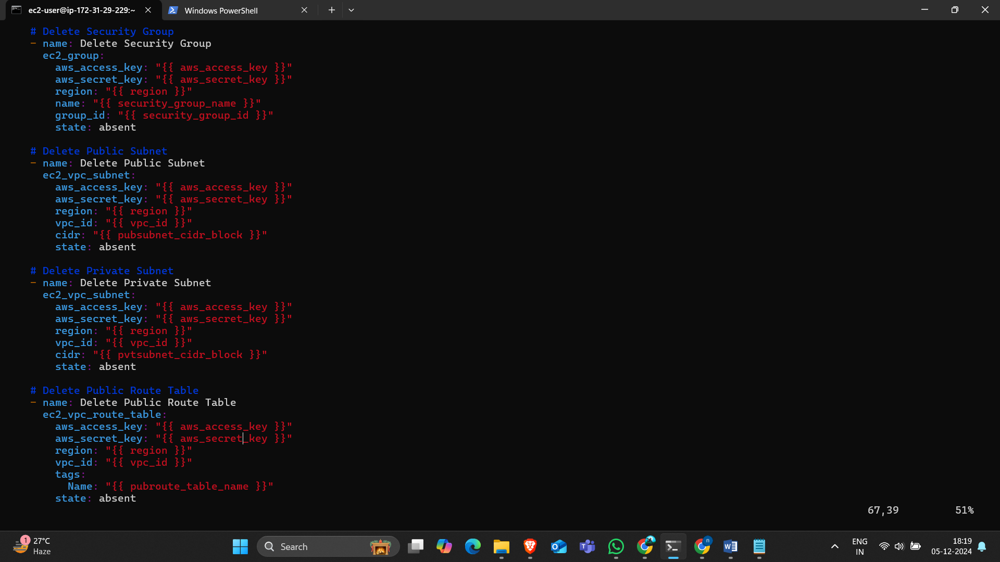 ec2-user@ip-172-31-29-229:~
Windows PowerShell
# Delete Security Group
- name: Delete Security Group
  ec2_group:
    aws_access_key: "{{ aws_access_key }}"
    aws_secret_key: "{{ aws_secret_key }}"
    region: "{{ region }}"
    name: "{{ security_group_name }}"
    group_id: "{{ security_group_id }}"
    state: absent
# Delete Public Subnet
- name: Delete Public Subnet
  ec2_vpc_subnet:
    aws_access_key: "{{ aws_access_key }}"
    aws_secret_key: "{{ aws_secret_key }}"
    region: "{{ region }}"
    vpc_id: "{{ vpc_id }}"
    cidr: "{{ pubsubnet_cidr_block }}"
    state: absent
# Delete Private Subnet
- name: Delete Private Subnet
  ec2_vpc_subnet:
    aws_access_key: "{{ aws_access_key }}"
    aws_secret_key: "{{ aws_secret_key }}"
    region: "{{ region }}"
    vpc_id: "{{ vpc_id }}"
    cidr: "{{ pvtsubnet_cidr_block }}"
    state: absent
# Delete Public Route Table
- name: Delete Public Route Table
  ec2_vpc_route_table:
    aws_access_key: "{{ aws_access_key }}"
    aws_secret_key: "{{ aws_secret_key }}"
    region: "{{ region }}"
    vpc_id: "{{ vpc_id }}"
    tags:
      Name: "{{ pubroute_table_name }}"
    state: absent
67,39 51%
1
27°C
Haze
Search
n
ENG
IN
18:19
05-12-2024